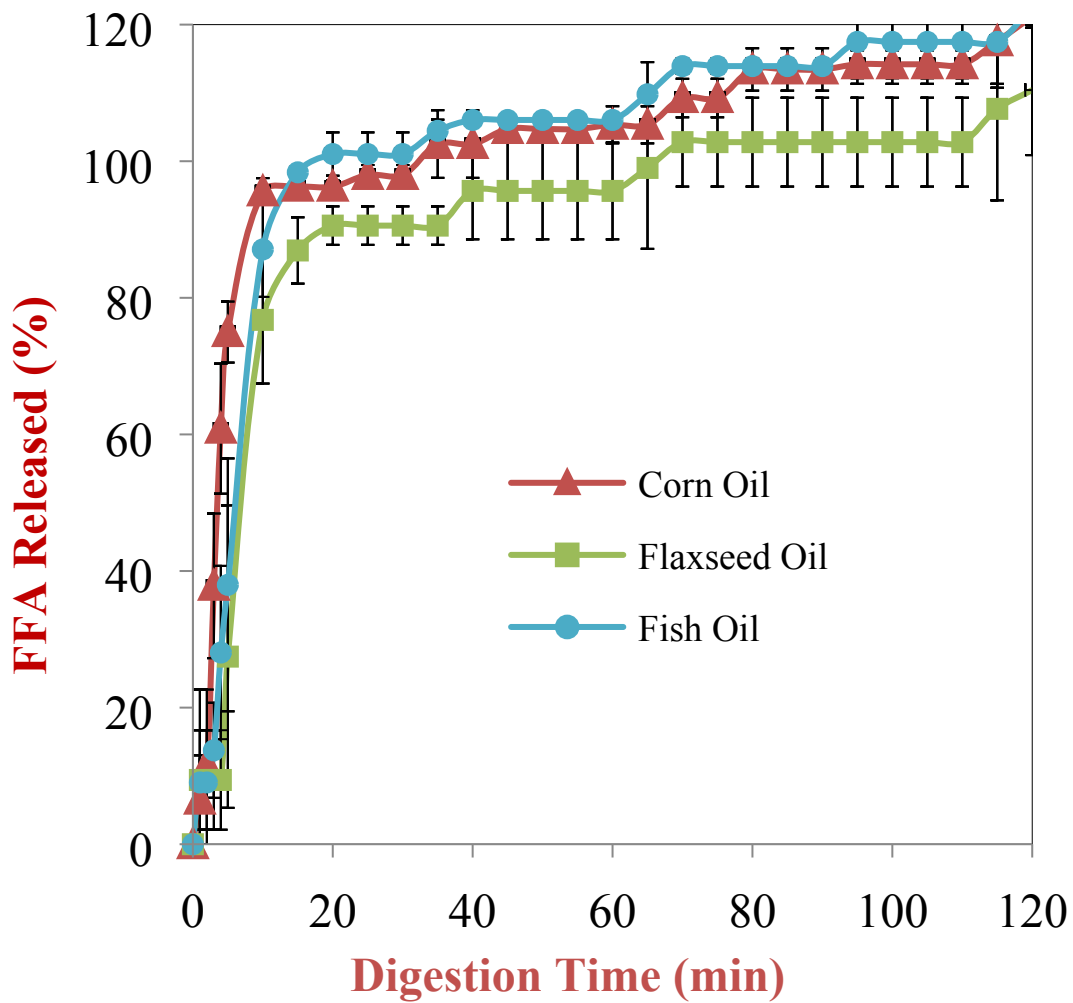 FFA Released (%)
120
100
80
60
40
20
0
Corn Oil
Flaxseed Oil
Fish Oil
0 20 40 60 80 100 120
Digestion Time (min)